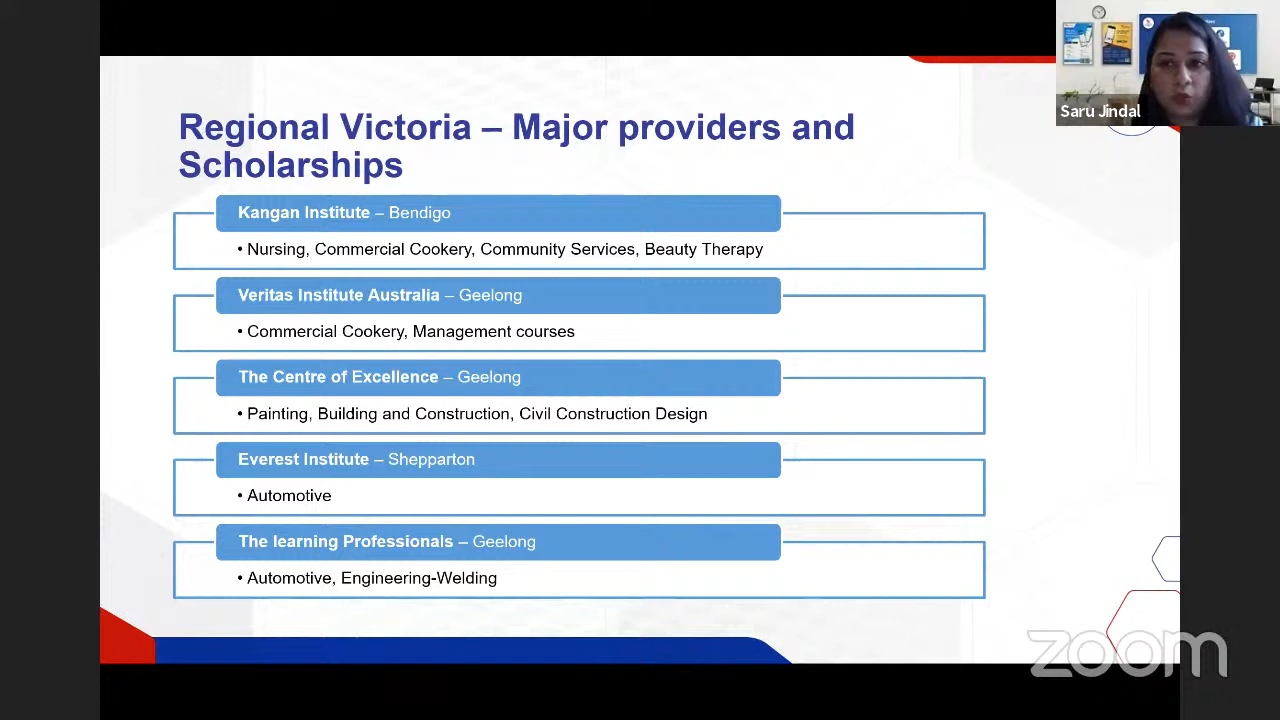 Regional Victoria – Major providers and
Scholarships
Kangan Institute – Bendigo
• Nursing, Commercial Cookery, Community Services, Beauty Therapy
Veritas Institute Australia – Geelong
• Commercial Cookery, Management courses
The Centre of Excellence – Geelong
• Painting, Building and Construction, Civil Construction Design
Everest Institute – Shepparton
• Automotive
The learning Professionals – Geelong
• Automotive, Engineering-Welding
Saru Jindal
zoom